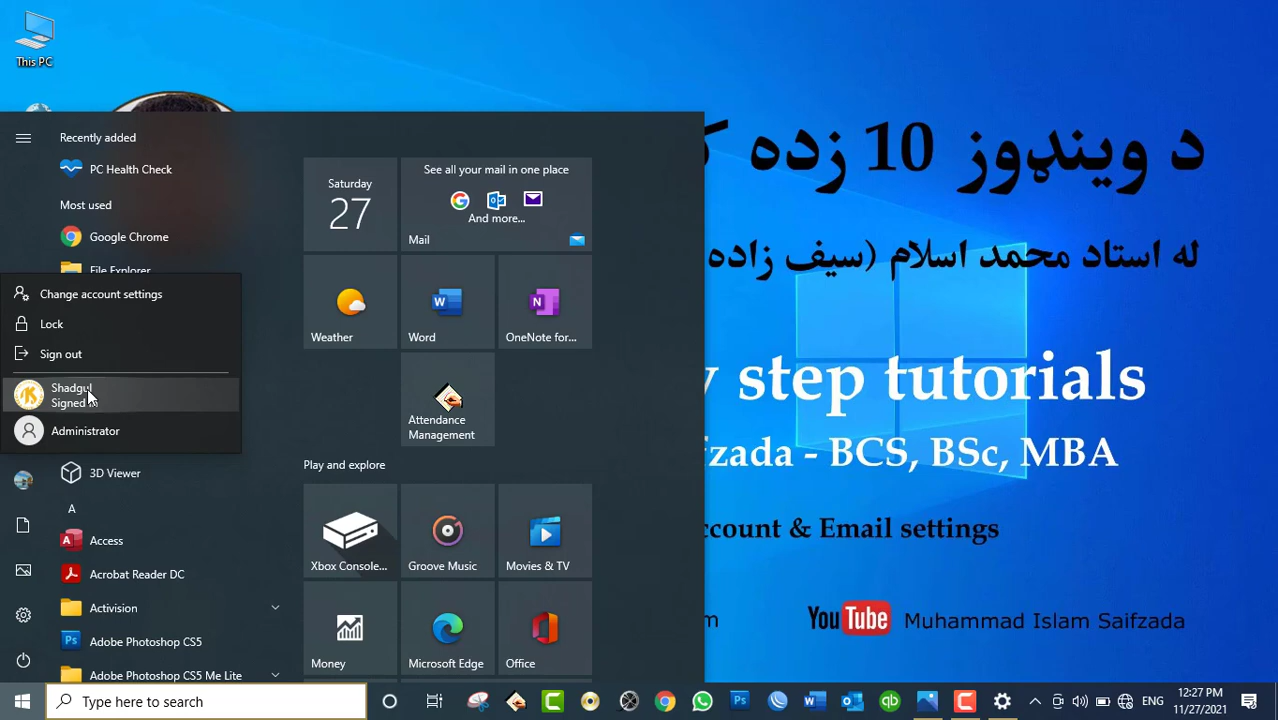 This PC
Recently added
PC Health Check
Most used
Google Chrome
File Explorer
Change account settings
Lock
Sign out
Shadgul
Signed in
Administrator
3D Viewer
A
Access
Acrobat Reader DC
Activision
Adobe Photoshop CS5
Adobe Photoshop CS5 Me Lite
Saturday
27
See all your mail in one place
And more...
Mail
Weather
Word
OneNote for...
Attendance
Management
Play and explore
Xbox Console...
Groove Music
Movies & TV
Money
Microsoft Edge
Office
د وینډوز 10 زده
له استاد محمد اسلام (سیف زاده
step tutorials
zada - BCS, BSc, MBA
count & Email settings
YouTube Muhammad Islam Saifzada
Type here to search
ENG
12:27 PM
11/27/2021